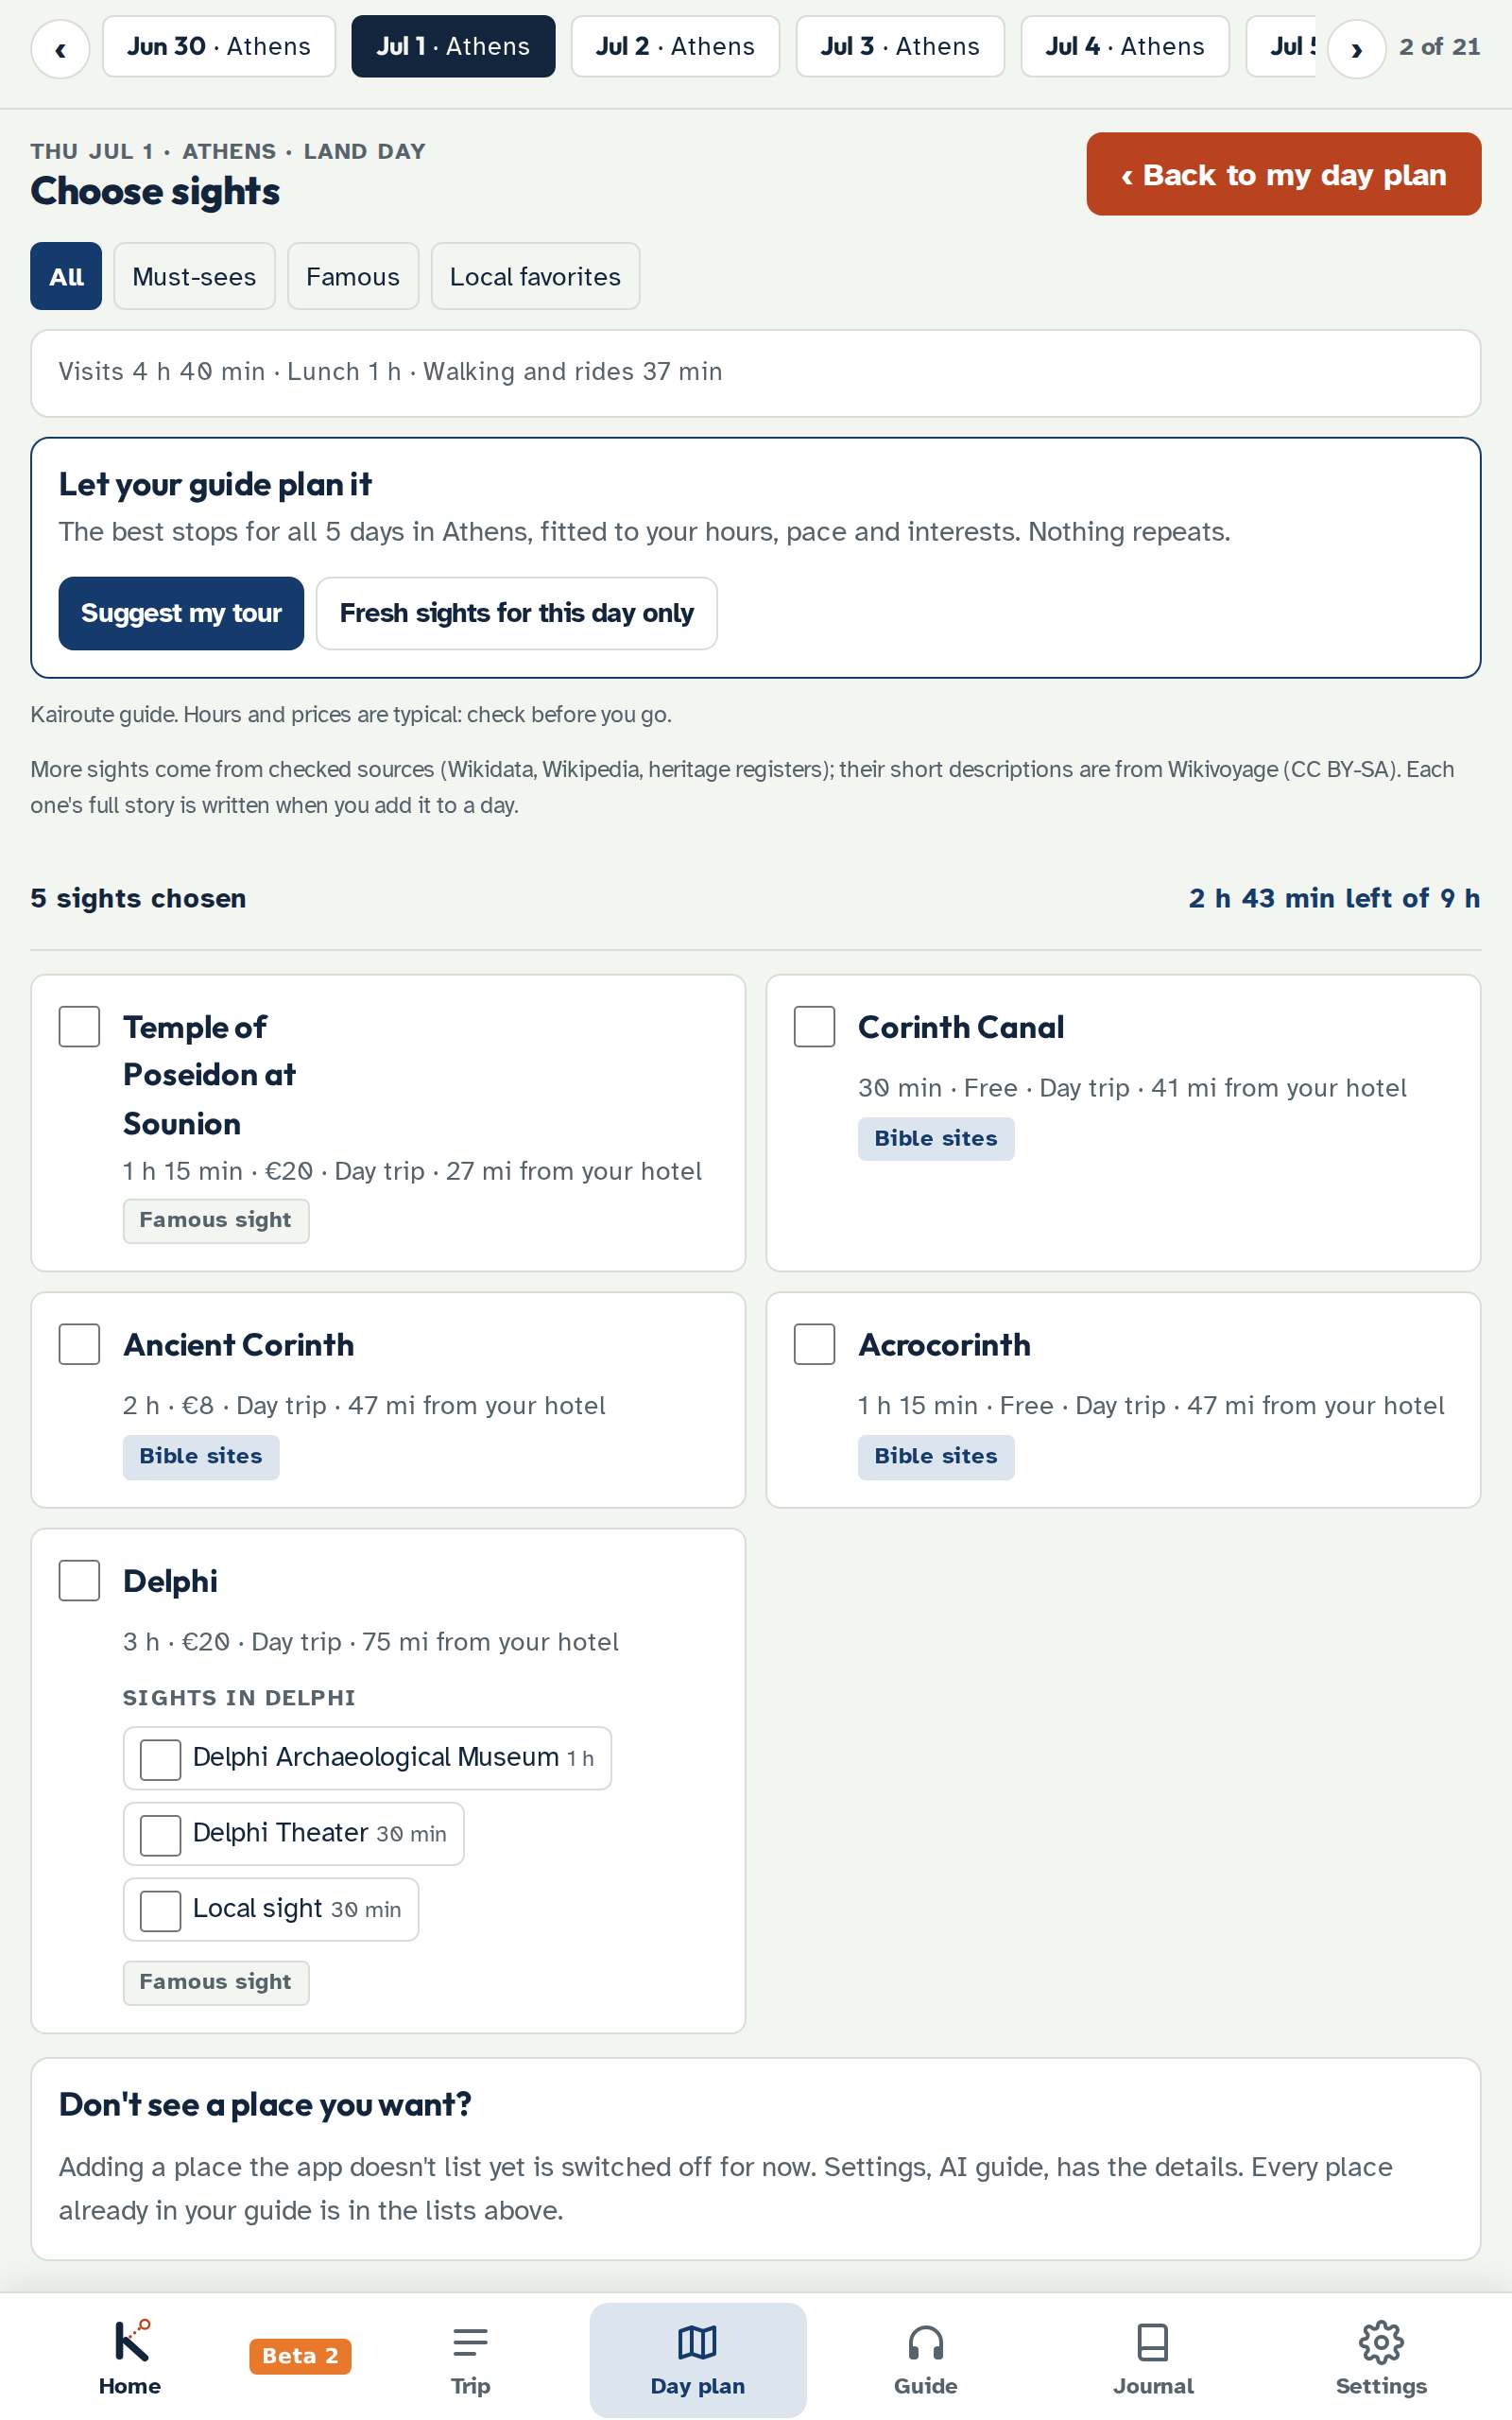 ‹
Jun 30 · Athens
Jul 1 · Athens
Jul 2 · Athens
Jul 3 · Athens
Jul 4 · Athens
Jul
›
2 of 21
THU JUL 1 · ATHENS · LAND DAY
Choose sights
‹ Back to my day plan
All
Must-sees
Famous
Local favorites
Visits 4 h 40 min · Lunch 1 h · Walking and rides 37 min
Let your guide plan it
The best stops for all 5 days in Athens, fitted to your hours, pace and interests. Nothing repeats.
Suggest my tour
Fresh sights for this day only
Kairoute guide. Hours and prices are typical: check before you go.
More sights come from checked sources (Wikidata, Wikipedia, heritage registers); their short descriptions are from Wikivoyage (CC BY-SA). Each
one's full story is written when you add it to a day.
5 sights chosen
2 h 43 min left of 9 h
Temple of
Poseidon at
Sounion
1 h 15 min · €20 · Day trip · 27 mi from your hotel
Famous sight
Corinth Canal
30 min · Free · Day trip · 41 mi from your hotel
Bible sites
Ancient Corinth
2 h · €8 · Day trip · 47 mi from your hotel
Bible sites
Acrocorinth
1 h 15 min · Free · Day trip · 47 mi from your hotel
Bible sites
Delphi
3 h · €20 · Day trip · 75 mi from your hotel
SIGHTS IN DELPHI
Delphi Archaeological Museum 1 h
Delphi Theater 30 min
Local sight 30 min
Famous sight
Don't see a place you want?
Adding a place the app doesn't list yet is switched off for now. Settings, AI guide, has the details. Every place
already in your guide is in the lists above.
Home
Beta 2
Trip
Day plan
Guide
Journal
Settings